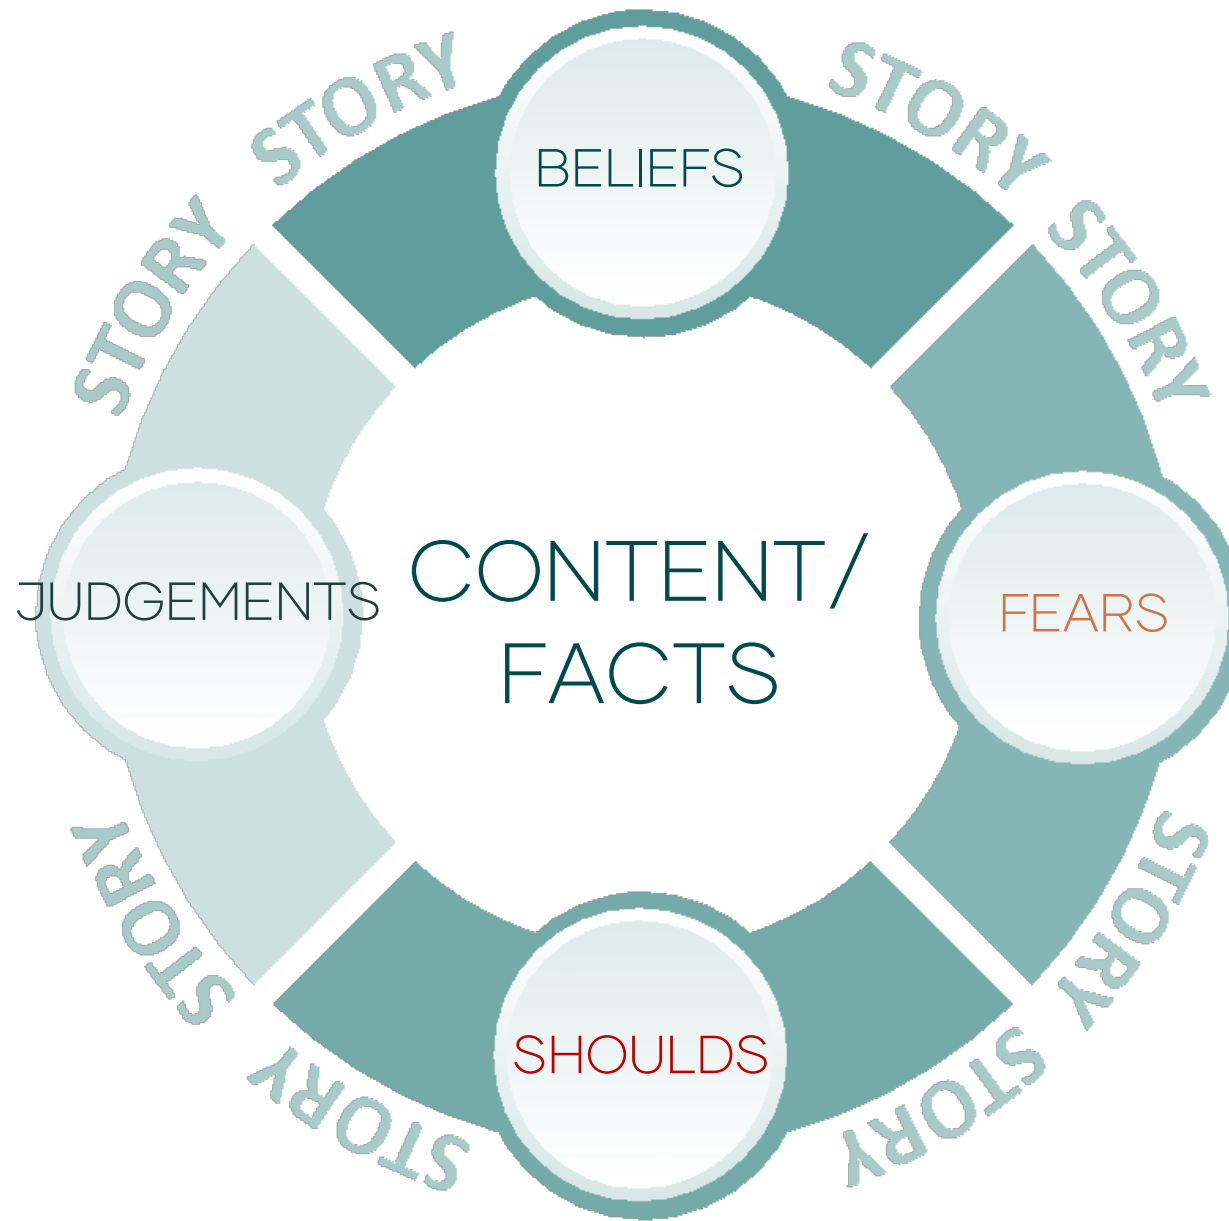 STORY
STORY
BELIEFS
STORY
STORY
CONTENT/
FACTS
JUDGEMENTS
FEARS
STORY
STORY
SHOULDS
STORY
STORY